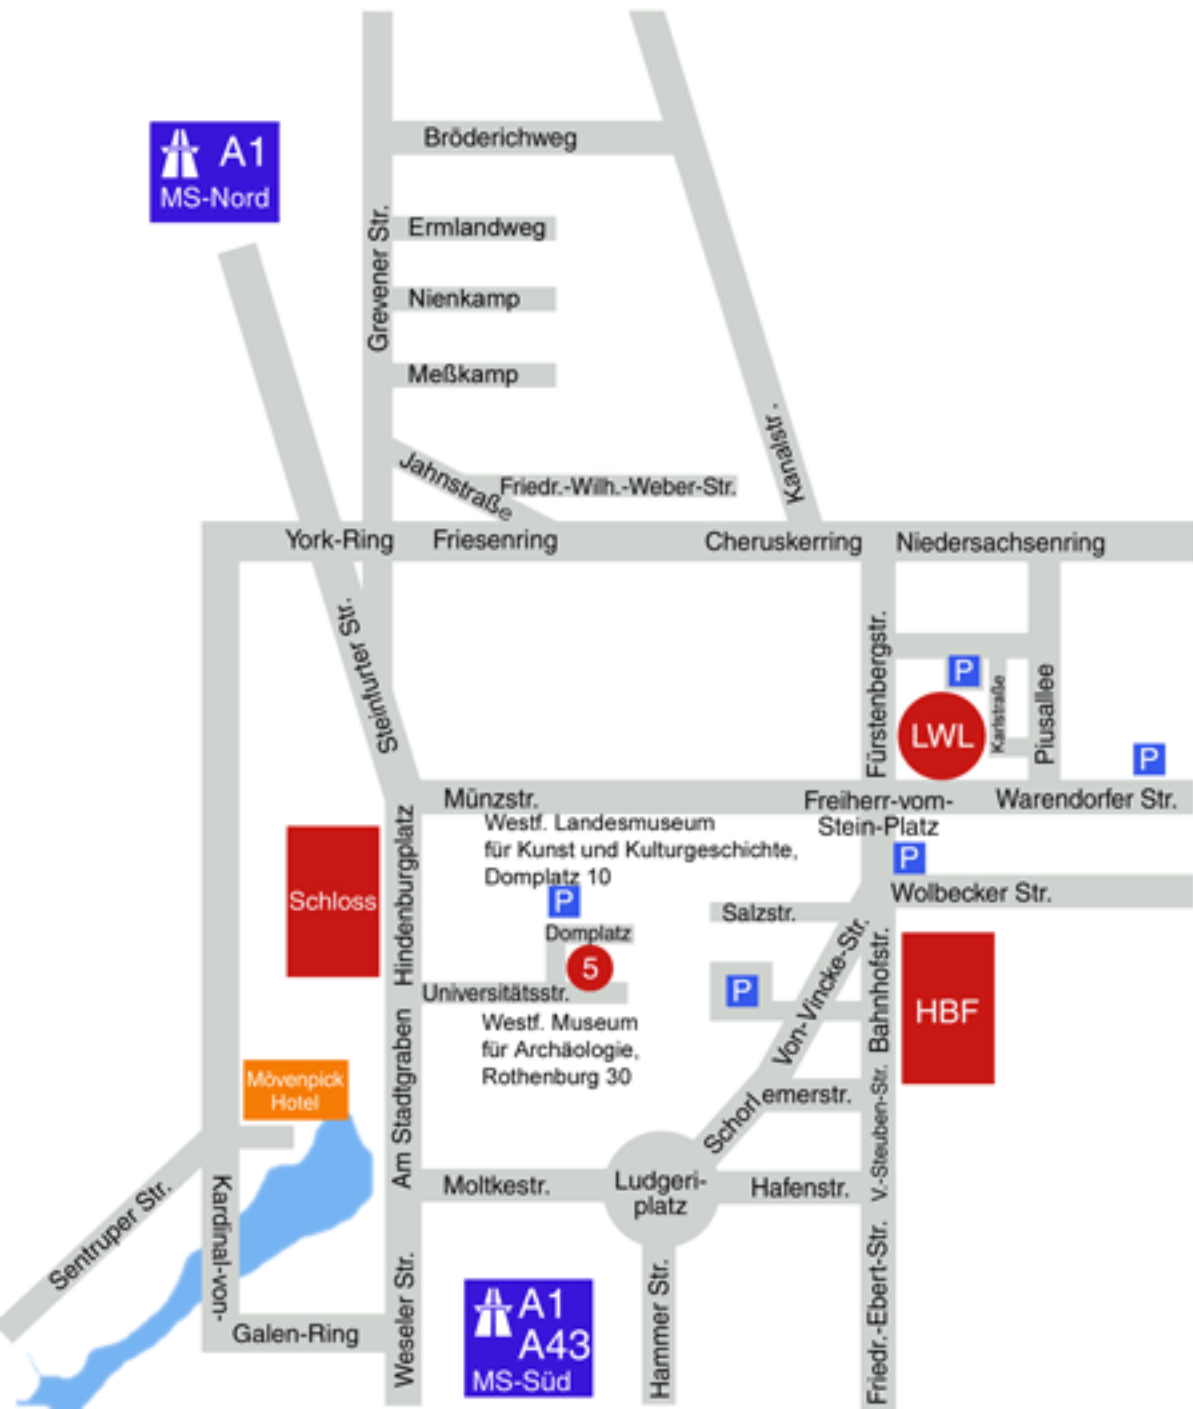 Bröderichweg
A1
MS-Nord
Grevener Str.
Ermlandweg
Nienkamp
Meßkamp
Kanalstr.
Jahnstraße
Friedr.-Wilh.-Weber-Str.
York-Ring
Friesenring
Cheruskerring
Niedersachsenring
Steinfurter Str.
Fürstenbergstr.
P
Karlstraße
Piusallee
LWL
P
Münzstr.
Freiherr-vom-
Stein-Platz
Warendorfer Str.
Westf. Landesmuseum
für Kunst und Kulturgeschichte,
Domplatz 10
P
Hindenburgplatz
Schloss
P
Wolbecker Str.
Salzstr.
Domplatz
5
Universitätsstr.
P
Von-Vincke-Str.
Bahnhofstr.
HBF
Westf. Museum
für Archäologie,
Rothenburg 30
Am Stadtgraben
Mövenpick
Hotel
Schorlemerstr.
V.-Steuben-Str.
Sentruper Str.
Kardinal-von-
Galen-Ring
Moltkestr.
Ludgeri-
platz
Hafenstr.
Weseler Str.
A1
A43
MS-Süd
Hammer Str.
Friedr.-Ebert-Str.